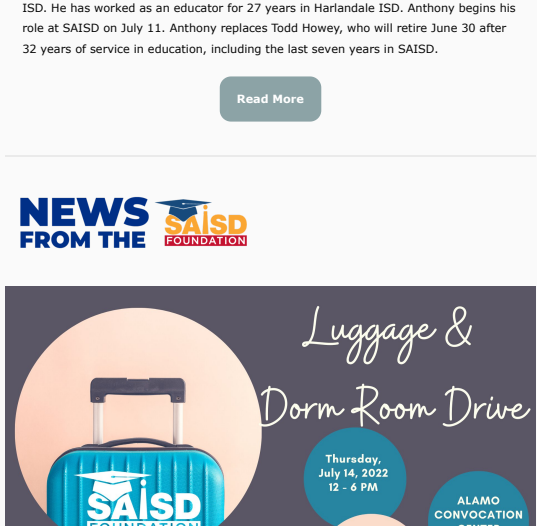 ISD. He has worked as an educator for 27 years in Harlandale ISD. Anthony begins his
role at SAISD on July 11. Anthony replaces Todd Howey, who will retire June 30 after
32 years of service in education, including the last seven years in SAISD.
Read More
NEWS
FROM THE
SAISD
FOUNDATION
Luggage &
Dorm Room Drive
Thursday,
July 14, 2022
12 - 6 PM
ALAMO
CONVOCATION
CENTER
SAISD
FOUNDATION